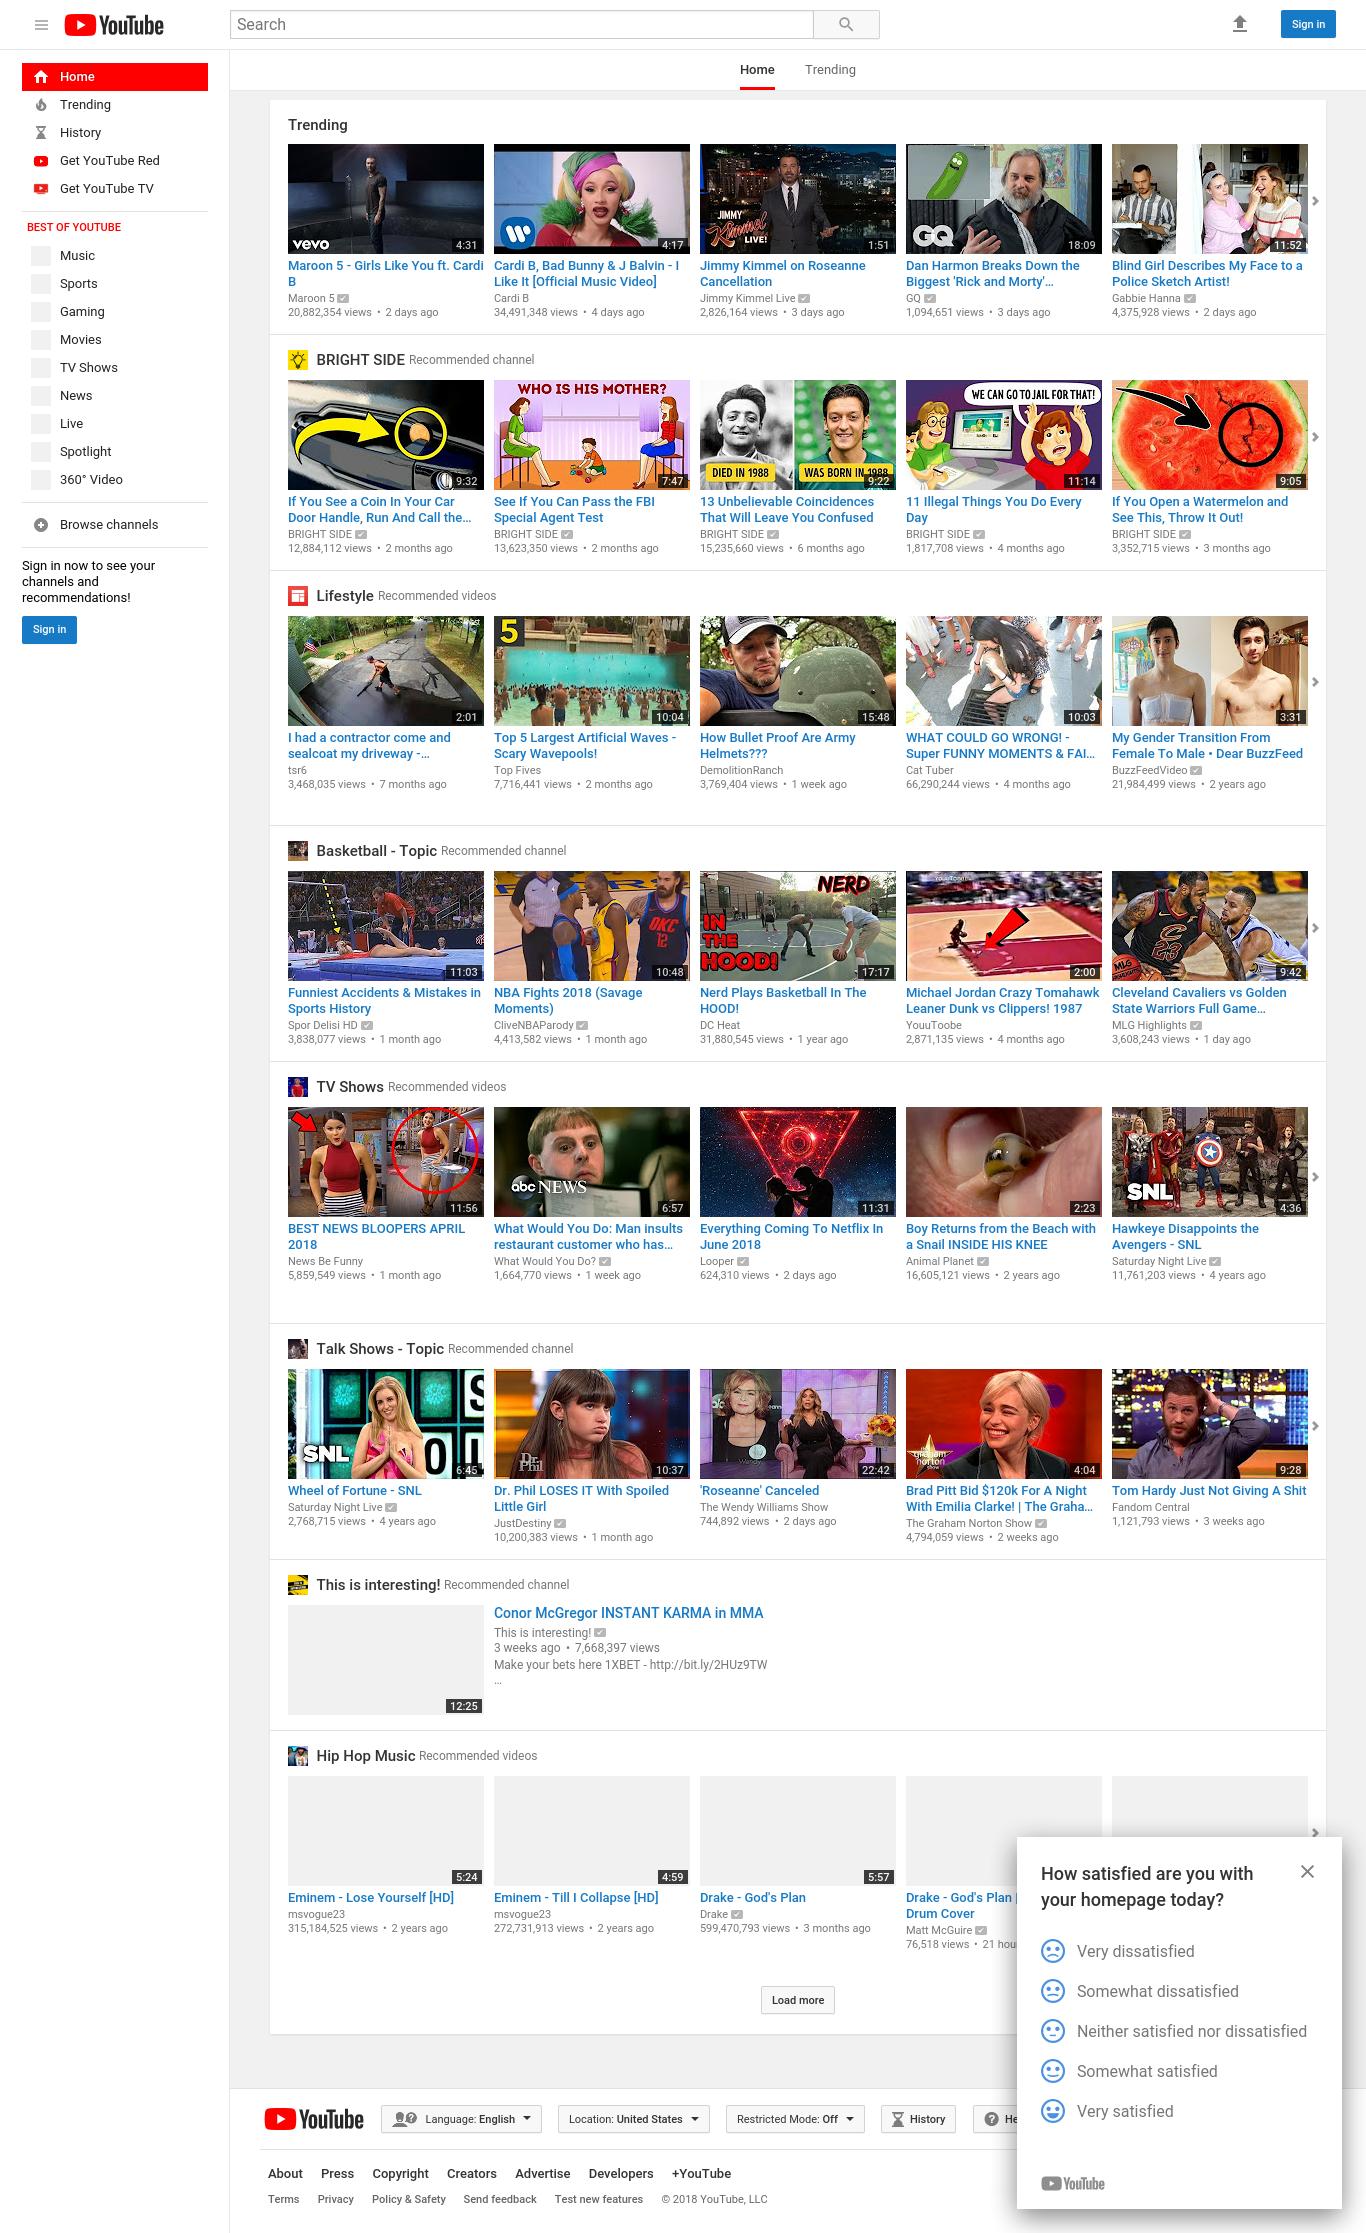 YouTube
Search
Sign in
Home
Trending
Home
Trending
History
Get YouTube Red
Get YouTube TV
BEST OF YOUTUBE
Music
Sports
Gaming
Movies
TV Shows
News
Live
Spotlight
360° Video
Browse channels
Sign in now to see your
channels and
recommendations!
Sign in
Trending
vevo
4:31
4:17
JIMMY
Kimmel
LIVE!
1:51
GQ
18:09
11:52
Maroon 5 - Girls Like You ft. Cardi
B
Maroon 5
20,882,354 views • 2 days ago
Cardi B, Bad Bunny & J Balvin - I
Like It [Official Music Video]
Cardi B
34,491,348 views • 4 days ago
Jimmy Kimmel on Roseanne
Cancellation
Jimmy Kimmel Live
2,826,164 views • 3 days ago
Dan Harmon Breaks Down the
Biggest 'Rick and Morty'...
GQ
1,094,651 views • 3 days ago
Blind Girl Describes My Face to a
Police Sketch Artist!
Gabbie Hanna
4,375,928 views • 2 days ago
BRIGHT SIDE Recommended channel
9:32
WHO IS HIS MOTHER?
7:47
DIED IN 1988
WAS BORN IN 1988
9:22
WE CAN GO TO JAIL FOR THAT!
11:14
9:05
If You See a Coin In Your Car
Door Handle, Run And Call the...
BRIGHT SIDE
12,884,112 views • 2 months ago
See If You Can Pass the FBI
Special Agent Test
BRIGHT SIDE
13,623,350 views • 2 months ago
13 Unbelievable Coincidences
That Will Leave You Confused
BRIGHT SIDE
15,235,660 views • 6 months ago
11 Illegal Things You Do Every
Day
BRIGHT SIDE
1,817,708 views • 4 months ago
If You Open a Watermelon and
See This, Throw It Out!
BRIGHT SIDE
3,352,715 views • 3 months ago
Lifestyle Recommended videos
2:01
5
10:04
15:48
10:03
3:31
I had a contractor come and
sealcoat my driveway -...
tsr6
3,468,035 views • 7 months ago
Top 5 Largest Artificial Waves -
Scary Wavepools!
Top Fives
7,716,441 views • 2 months ago
How Bullet Proof Are Army
Helmets???
DemolitionRanch
3,769,404 views • 1 week ago
WHAT COULD GO WRONG! -
Super FUNNY MOMENTS & FAI...
Cat Tuber
66,290,244 views • 4 months ago
My Gender Transition From
Female To Male • Dear BuzzFeed
BuzzFeedVideo
21,984,499 views • 2 years ago
Basketball - Topic Recommended channel
11:03
OKC
12
10:48
NERD
IN
THE
HOOD!
17:17
2:00
C
23
MLG
9:42
Funniest Accidents & Mistakes in
Sports History
Spor Delisi HD
3,838,077 views • 1 month ago
NBA Fights 2018 (Savage
Moments)
CliveNBAParody
4,413,582 views • 1 month ago
Nerd Plays Basketball In The
HOOD!
DC Heat
31,880,545 views • 1 year ago
Michael Jordan Crazy Tomahawk
Leaner Dunk vs Clippers! 1987
YouuToobe
2,871,135 views • 4 months ago
Cleveland Cavaliers vs Golden
State Warriors Full Game...
MLG Highlights
3,608,243 views • 1 day ago
TV Shows Recommended videos
11:56
abc NEWS
6:57
11:31
2:23
SNL
4:36
BEST NEWS BLOOPERS APRIL
2018
News Be Funny
5,859,549 views • 1 month ago
What Would You Do: Man insults
restaurant customer who has...
What Would You Do?
1,664,770 views • 1 week ago
Everything Coming To Netflix In
June 2018
Looper
624,310 views • 2 days ago
Boy Returns from the Beach with
a Snail INSIDE HIS KNEE
Animal Planet
16,605,121 views • 2 years ago
Hawkeye Disappoints the
Avengers - SNL
Saturday Night Live
11,761,203 views • 4 years ago
Talk Shows - Topic Recommended channel
SNL
6:45
Dr.
Phil
10:37
22:42
graham
norton
4:04
9:28
Wheel of Fortune - SNL
Saturday Night Live
2,768,715 views • 4 years ago
Dr. Phil LOSES IT With Spoiled
Little Girl
JustDestiny
10,200,383 views • 1 month ago
'Roseanne' Canceled
The Wendy Williams Show
744,892 views • 2 days ago
Brad Pitt Bid $120k For A Night
With Emilia Clarke! | The Graha...
The Graham Norton Show
4,794,059 views • 2 weeks ago
Tom Hardy Just Not Giving A Shit
Fandom Central
1,121,793 views • 3 weeks ago
This is interesting! Recommended channel
12:25
Conor McGregor INSTANT KARMA in MMA
This is interesting!
3 weeks ago • 7,668,397 views
Make your bets here 1XBET - http://bit.ly/2HUz9TW
...
Hip Hop Music Recommended videos
5:24
4:59
5:57
Eminem - Lose Yourself [HD]
msvogue23
315,184,525 views • 2 years ago
Eminem - Till I Collapse [HD]
msvogue23
272,731,913 views • 2 years ago
Drake - God's Plan
Drake
599,470,793 views • 3 months ago
Drake - God's Plan |
Drum Cover
Matt McGuire
76,518 views • 21 hou
Load more
How satisfied are you with
your homepage today?
Very dissatisfied
Somewhat dissatisfied
Neither satisfied nor dissatisfied
Somewhat satisfied
Very satisfied
YouTube
YouTube
Language: English
Location: United States
Restricted Mode: Off
History
He
About Press Copyright Creators Advertise Developers +YouTube
Terms Privacy Policy & Safety Send feedback Test new features © 2018 YouTube, LLC